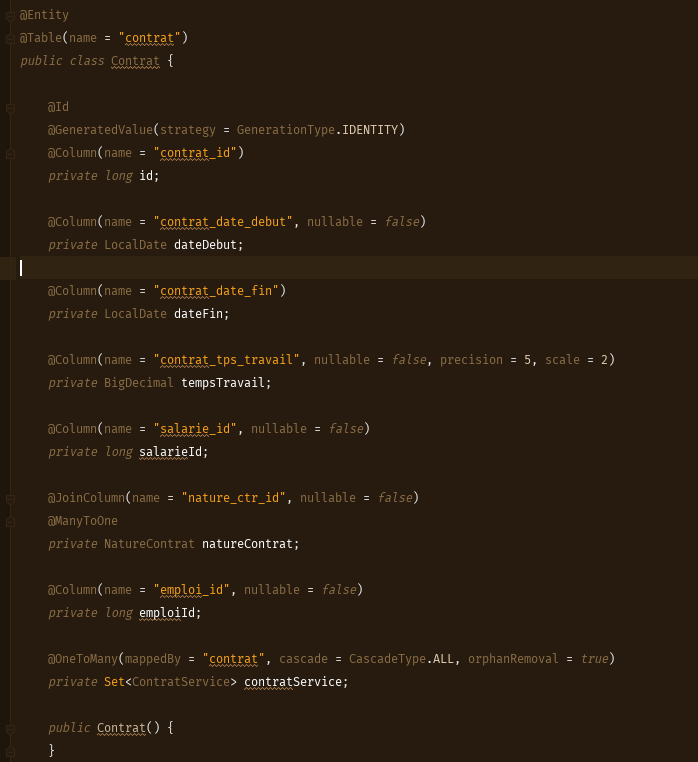 @Entity
@Table(name = "contrat")
public class Contrat {
@Id
@GeneratedValue(strategy = GenerationType.IDENTITY)
@Column(name = "contrat_id")
private long id;
@Column(name = "contrat_date_debut", nullable = false)
private LocalDate dateDebut;
@Column(name = "contrat_date_fin")
private LocalDate dateFin;
@Column(name = "contrat_tps_travail", nullable = false, precision = 5, scale = 2)
private BigDecimal tempsTravail;
@Column(name = "salarie_id", nullable = false)
private long salarieId;
@JoinColumn(name = "nature_ctr_id", nullable = false)
@ManyToOne
private NatureContrat natureContrat;
@Column(name = "emploi_id", nullable = false)
private long emploiId;
@OneToMany(mappedBy = "contrat", cascade = CascadeType.ALL, orphanRemoval = true)
private Set<ContratService> contratService;
public Contrat() {
}